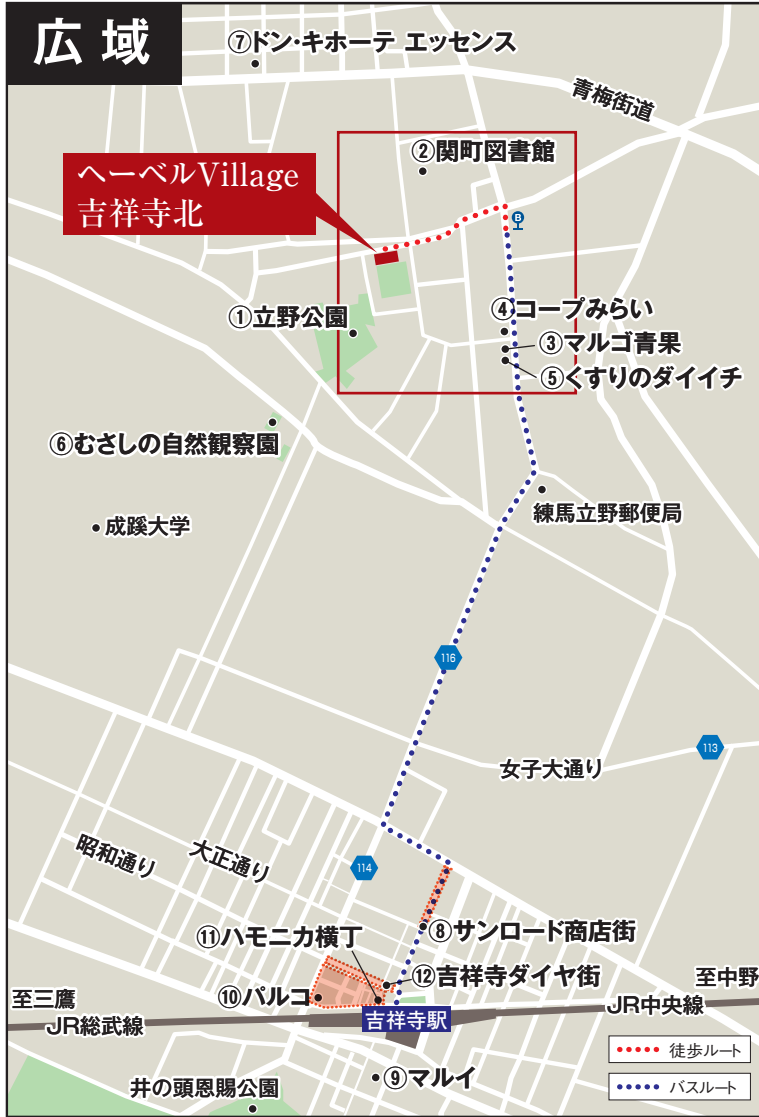 広域
⑦ドン・キホーテ エッセンス
青梅街道
②関町図書館
ヘーベルVillage
吉祥寺北
B
①立野公園
④コープみらい
③マルゴ青果
⑤くすりのダイイチ
⑥むさしの自然観察園
練馬立野郵便局
成蹊大学
116
113
女子大通り
昭和通り
大正通り
114
⑧サンロード商店街
⑪ハモニカ横丁
⑫吉祥寺ダイヤ街
至三鷹
⑩パルコ
至中野
JR総武線
吉祥寺駅
JR中央線
徒歩ルート
バスルート
⑨マルイ
井の頭恩賜公園